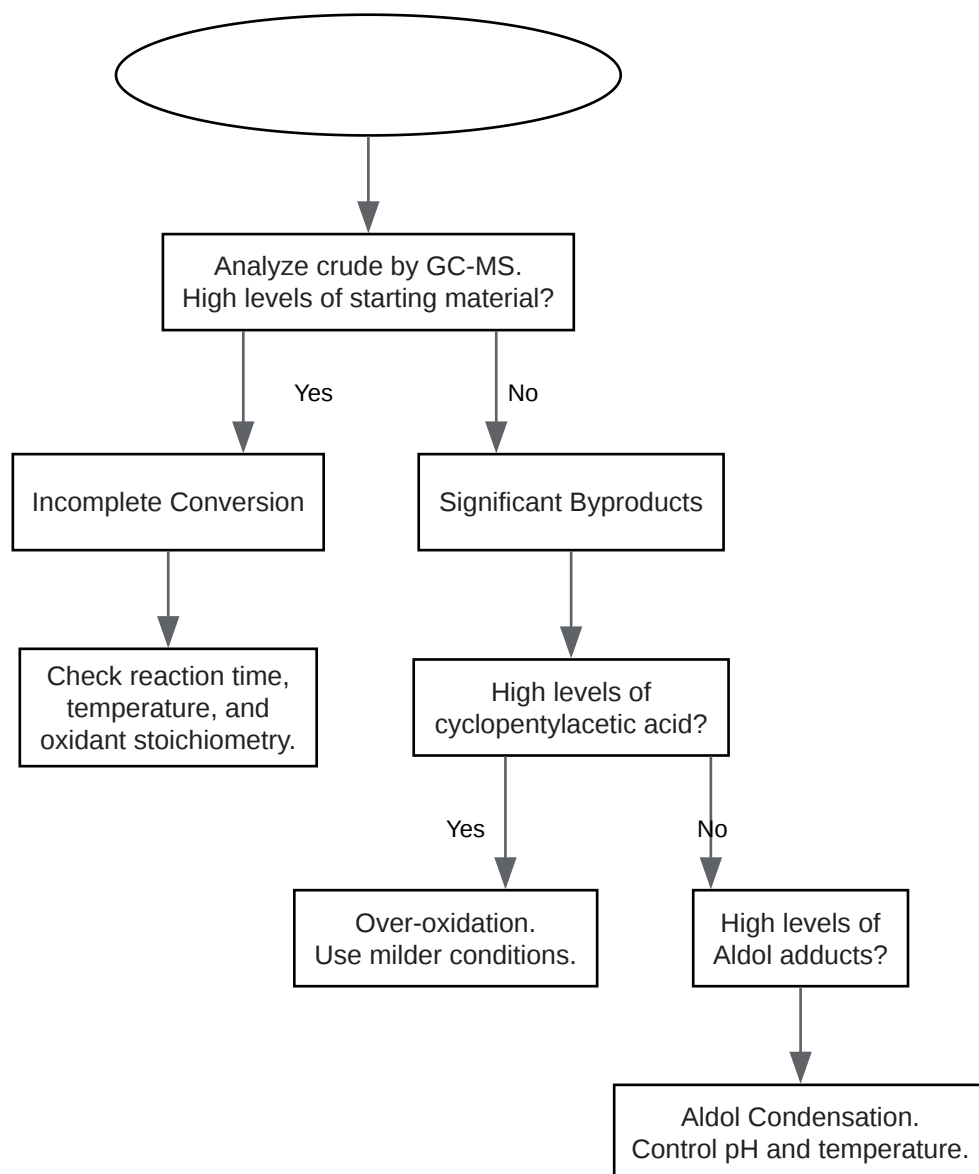 Analyze crude by GC-MS.
High levels of starting material?
Yes
No
Incomplete Conversion
Significant Byproducts
Check reaction time,
temperature, and
oxidant stoichiometry.
High levels of
cyclopentylacetic acid?
Yes
No
Over-oxidation.
Use milder conditions.
High levels of
Aldol adducts?
Aldol Condensation.
Control pH and temperature.